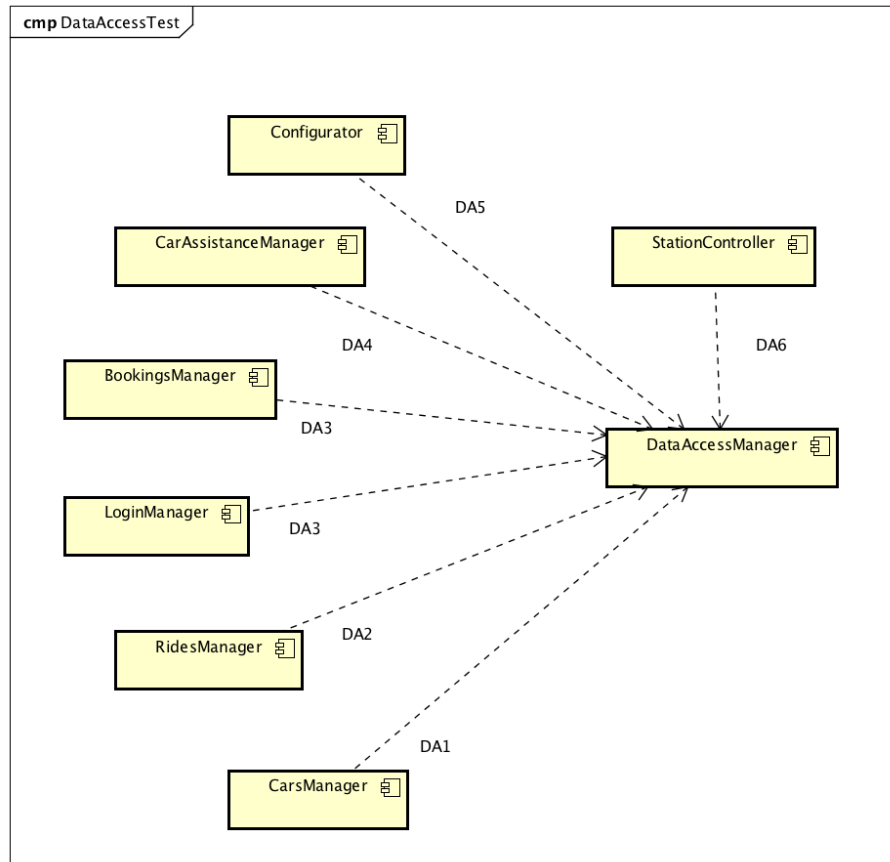 cmp DataAccessTest
Configurator
DA5
CarAssistanceManager
StationController
DA4
DA6
BookingsManager
DA3
DataAccessManager
LoginManager
DA3
RidesManager
DA2
DA1
CarsManager